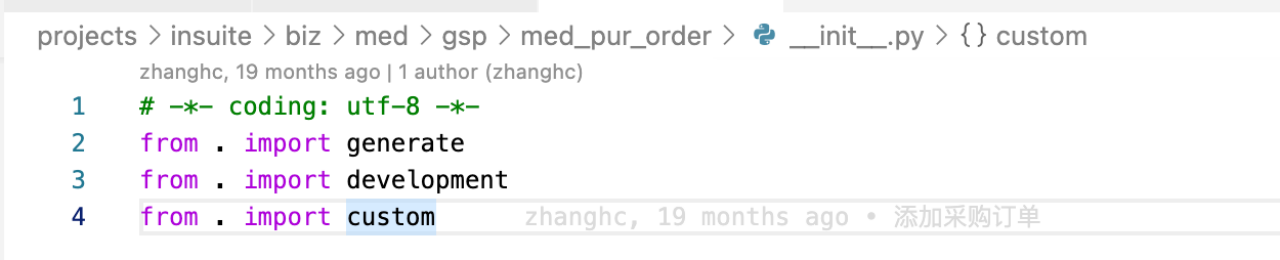 projects > insuite > biz > med > gsp > med_pur_order > __init__.py > {} custom
zhanghc, 19 months ago | 1 author (zhanghc)
1 # -*- coding: utf-8 -*-
2 from . import generate
3 from . import development
4 from . import custom zhanghc, 19 months ago • 添加采购订单